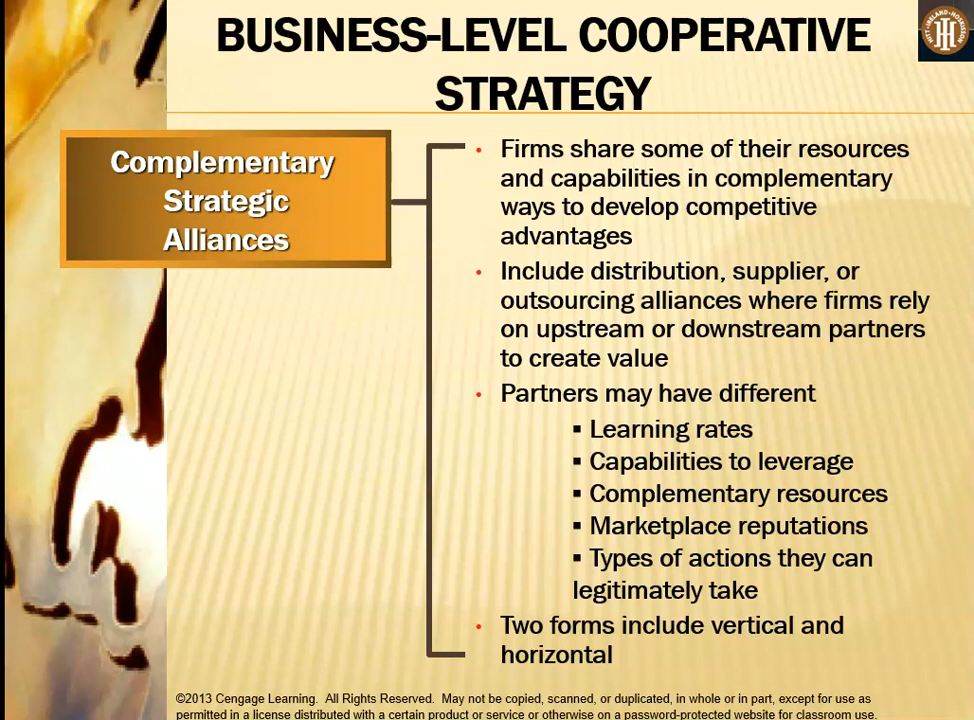 BUSINESS-LEVEL COOPERATIVE
STRATEGY
HITT IRELAND HOSKISSON
Complementary
Strategic
Alliances
• Firms share some of their resources
and capabilities in complementary
ways to develop competitive
advantages
• Include distribution, supplier, or
outsourcing alliances where firms rely
on upstream or downstream partners
to create value
• Partners may have different
▪ Learning rates
▪ Capabilities to leverage
▪ Complementary resources
▪ Marketplace reputations
▪ Types of actions they can
legitimately take
• Two forms include vertical and
horizontal
©2013 Cengage Learning. All Rights Reserved. May not be copied, scanned, or duplicated, in whole or in part, except for use as
permitted in a license distributed with a certain product or service or otherwise on a password-protected website for classroom use.